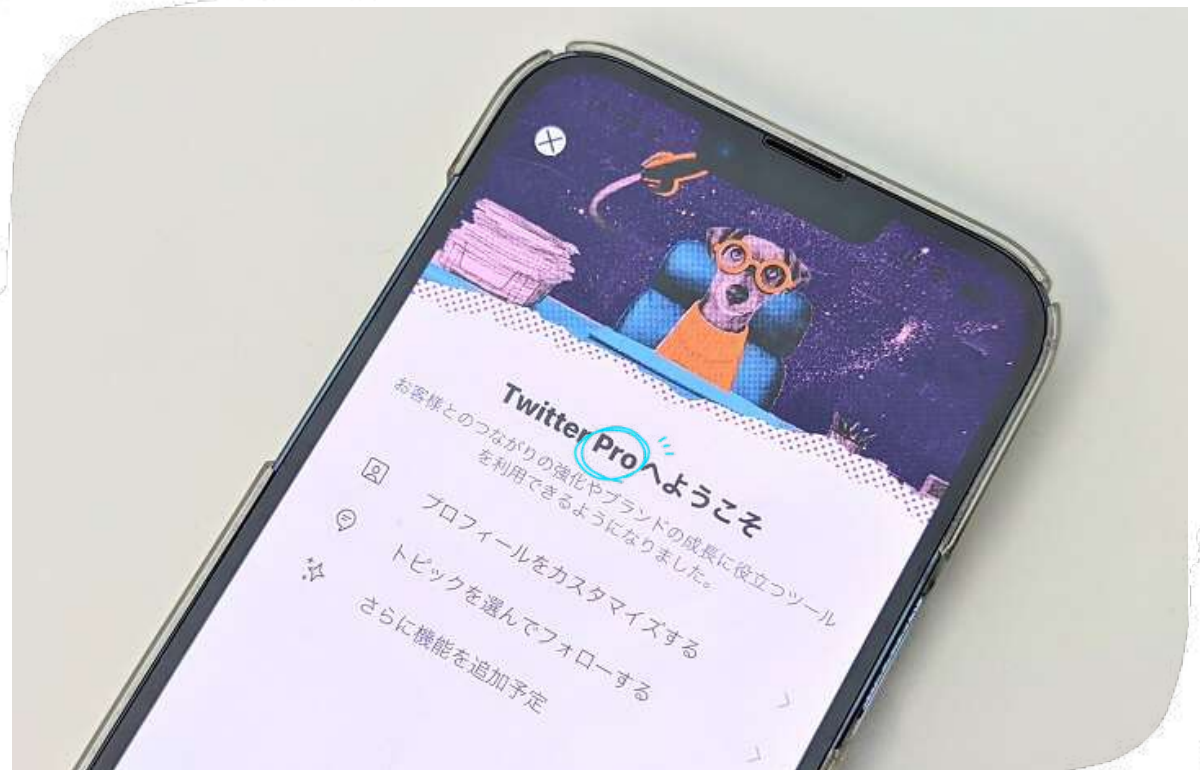 Twitter Proへようこそ
お客様とのつながりの強化やブランドの成長に役立つツール
を利用できるようになりました。
プロフィールをカスタマイズする
トピックを選んでフォローする
さらに機能を追加予定